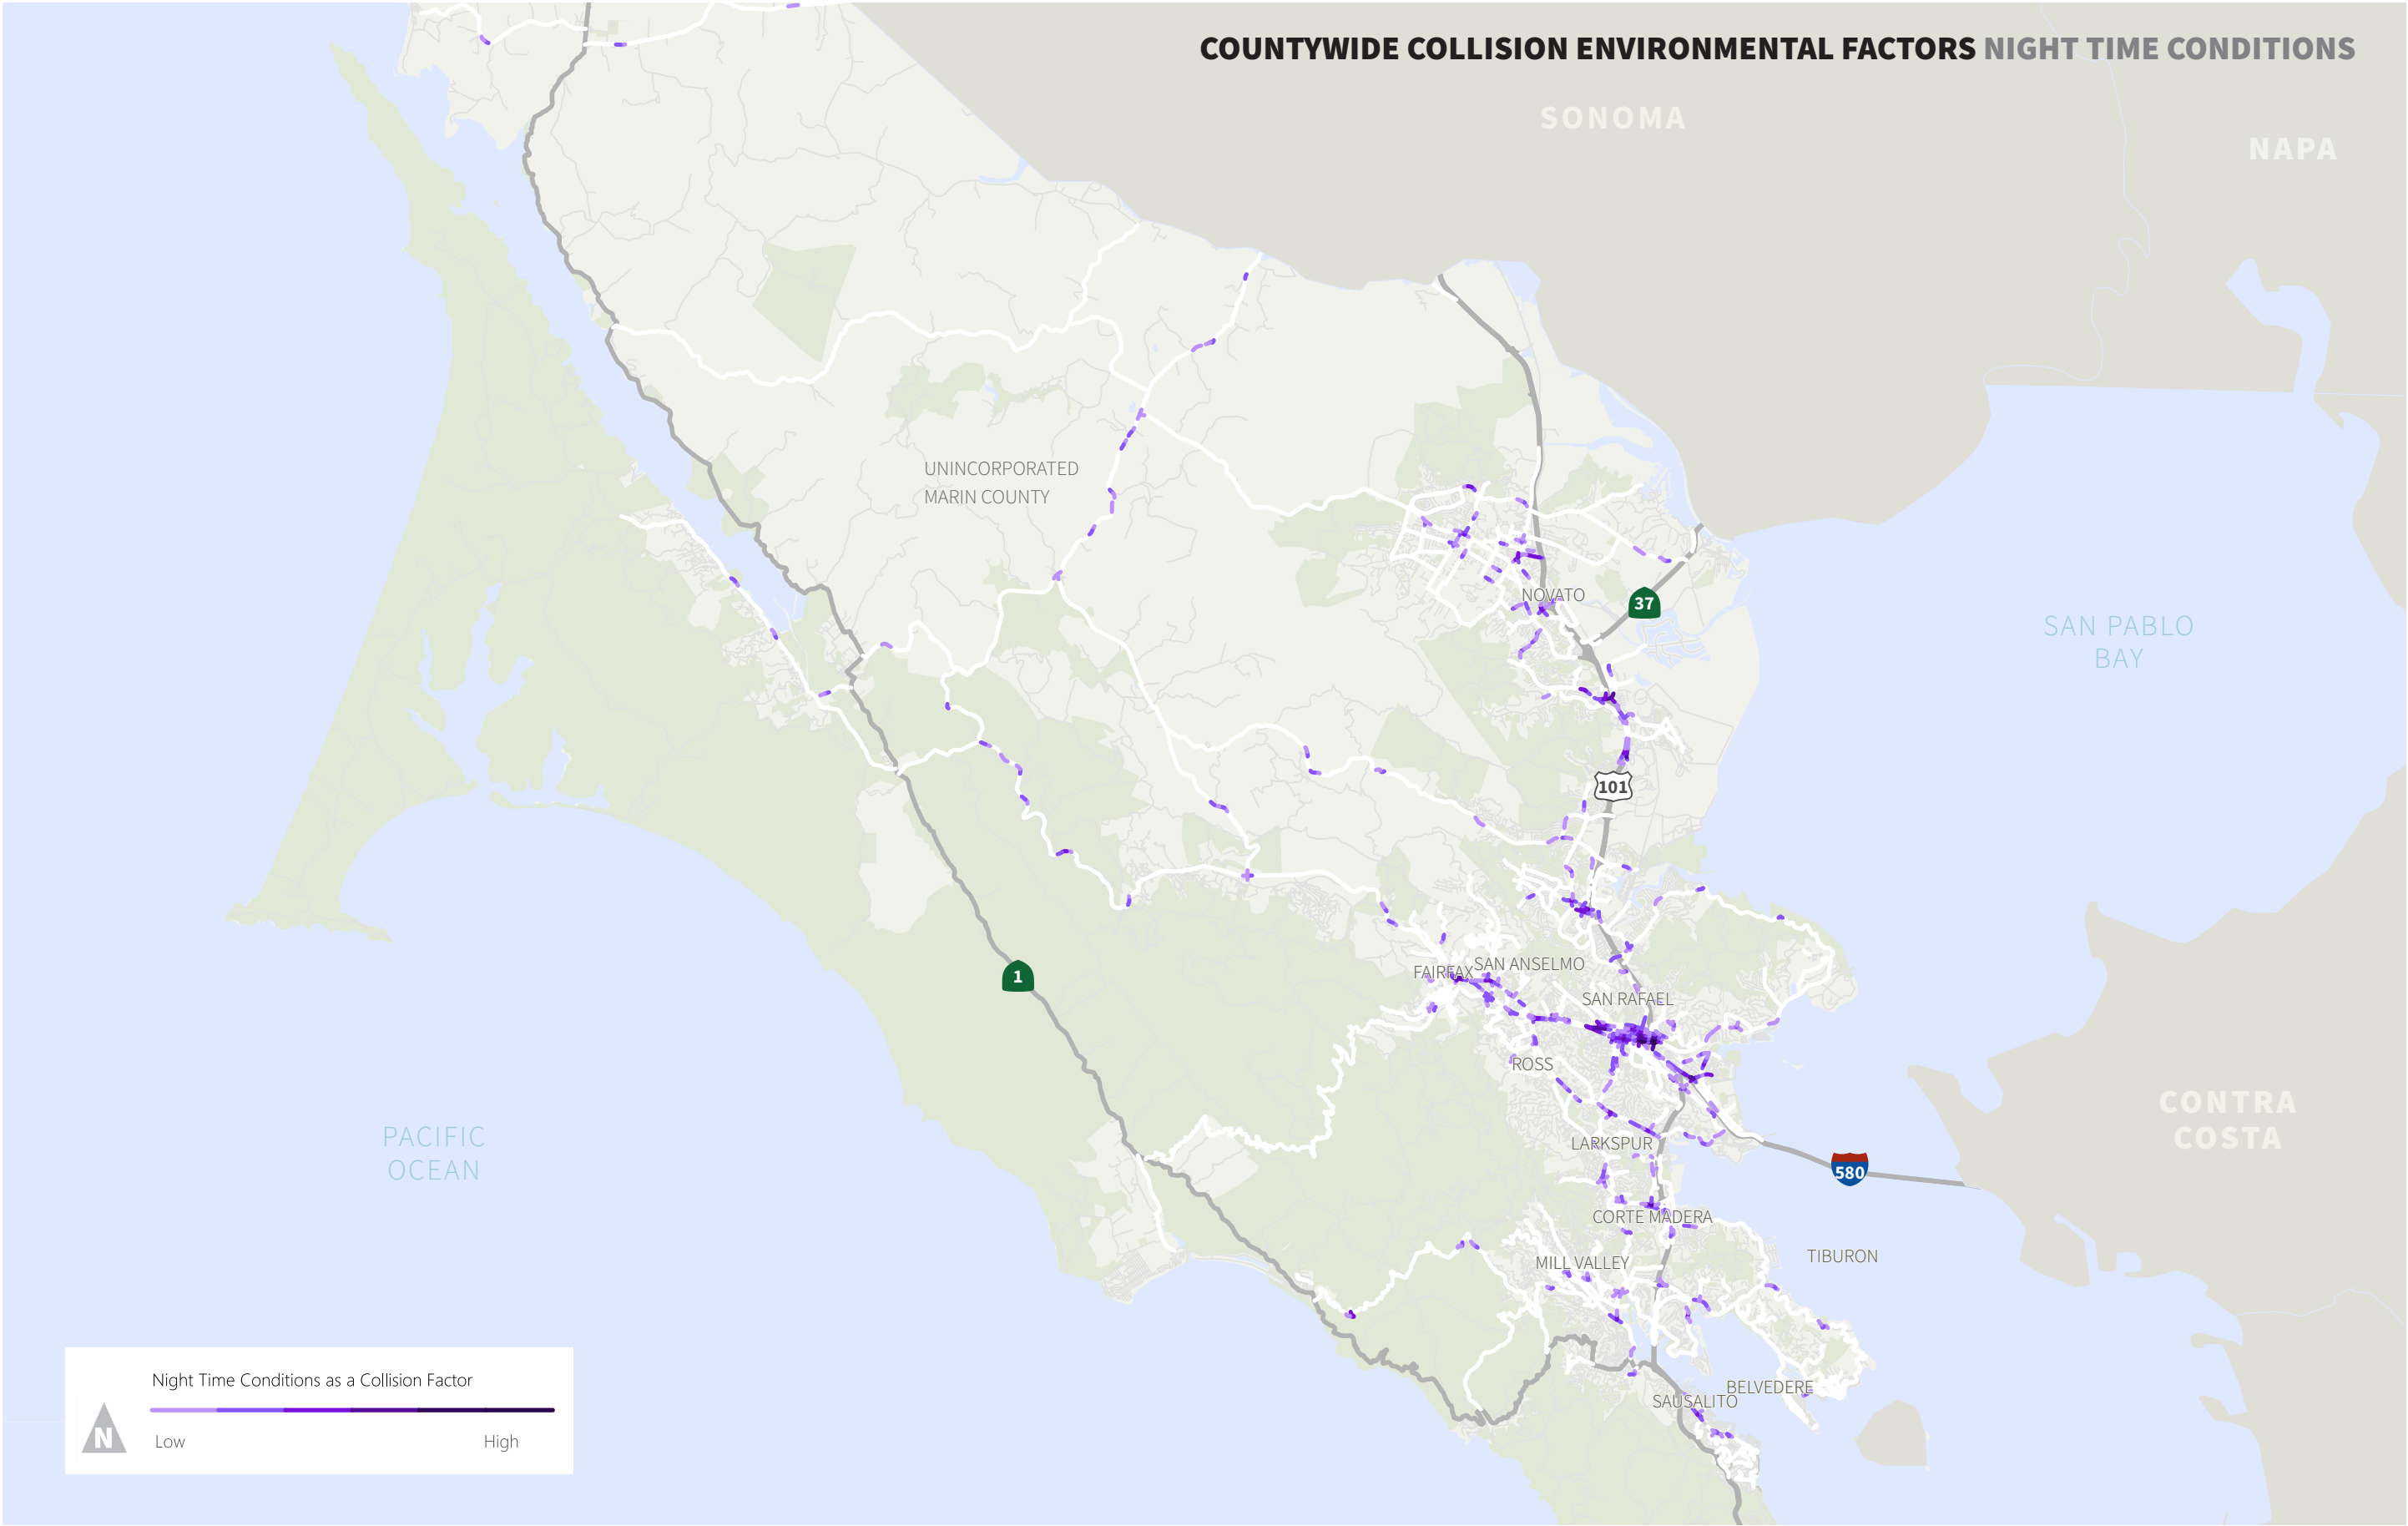 COUNTYWIDE COLLISION ENVIRONMENTAL FACTORS NIGHT TIME CONDITIONS
SONOMA
NAPA
UNINCORPORATED
MARIN COUNTY
NOVATO
37
SAN PABLO
BAY
101
1
FAIRFAX
SAN ANSELMO
SAN RAFAEL
ROSS
CONTRA
COSTA
PACIFIC
OCEAN
LARKSPUR
580
CORTE MADERA
MILL VALLEY
TIBURON
BELVEDERE
SAUSALITO
Night Time Conditions as a Collision Factor
N
Low
High